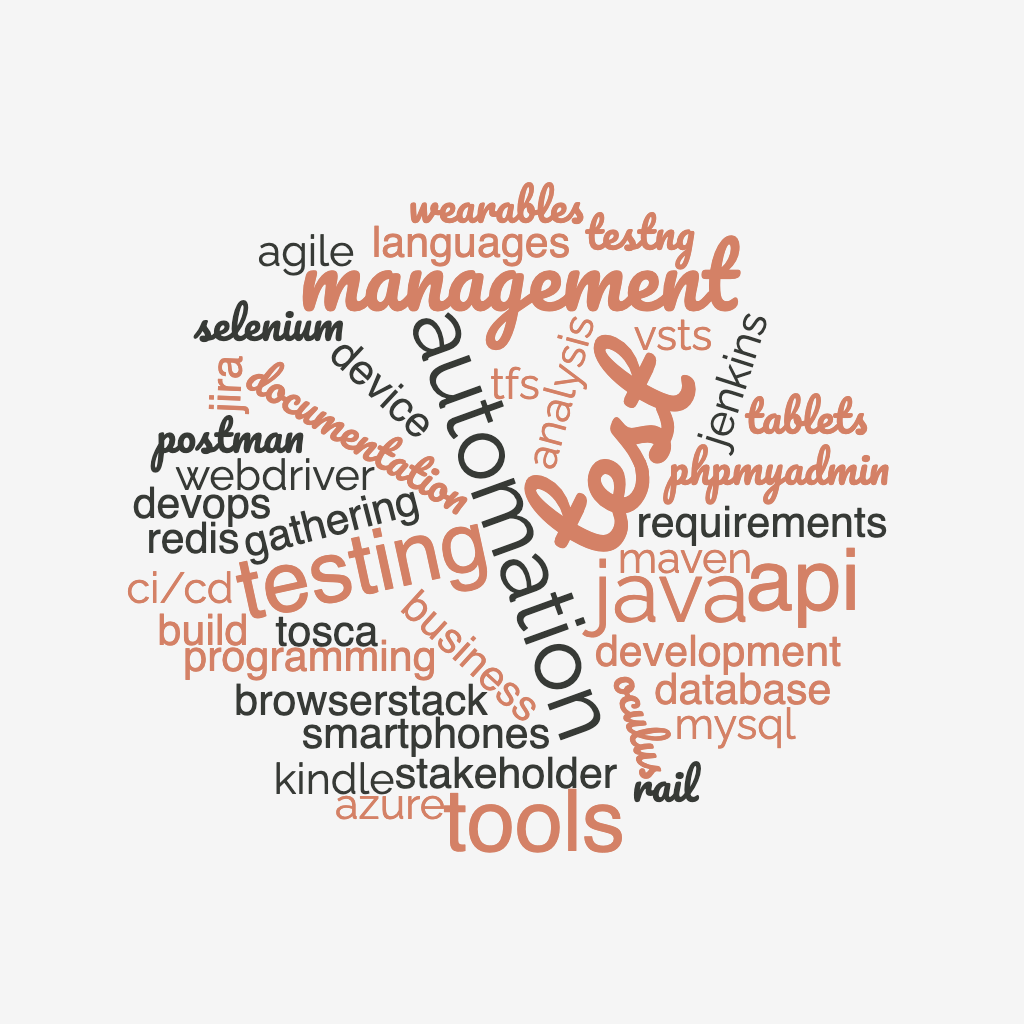 wearables
languages
testng
agile
management
selenium
automation
analysis
vsts
jenkins
device
tfs
test
jira
documentation
tablets
postman
phpmyadmin
webdriver
devops
gathering
requirements
redis
testing
maven
ci/cd
java
api
build
tosca
business
programming
development
browserstack
oculus
database
mysql
smartphones
kindle
stakeholder
rail
azure
tools